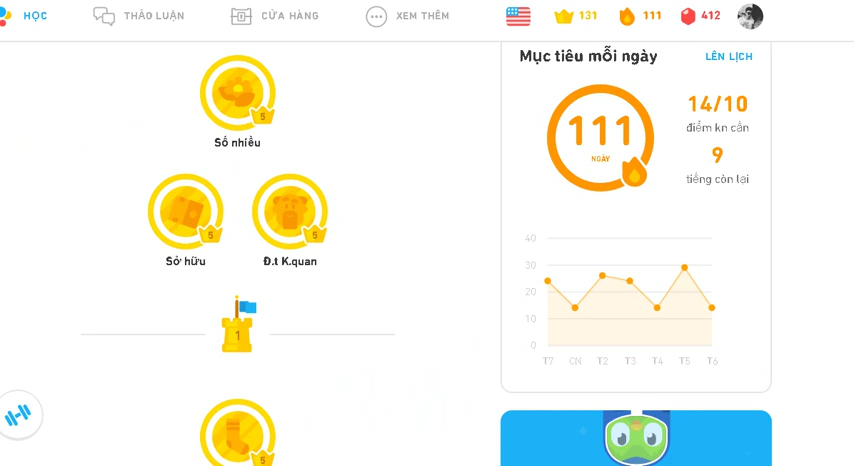 HỌC
THẢO LUẬN
CỬA HÀNG
XEM THÊM
131
111
412
5
Số nhiều
5
5
Sở hữu
Đ.t K.quan
1
5
Mục tiêu mỗi ngày
LÊN LỊCH
111
NGÀY
14/10
điểm kn cần
9
tiếng còn lại
40
30
20
10
0
T7 CN T2 T3 T4 T5 T6